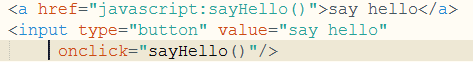 <a href="javascript:sayHello()">say hello</a>
<input type="button" value="say hello"
onclick="sayHello()"/>